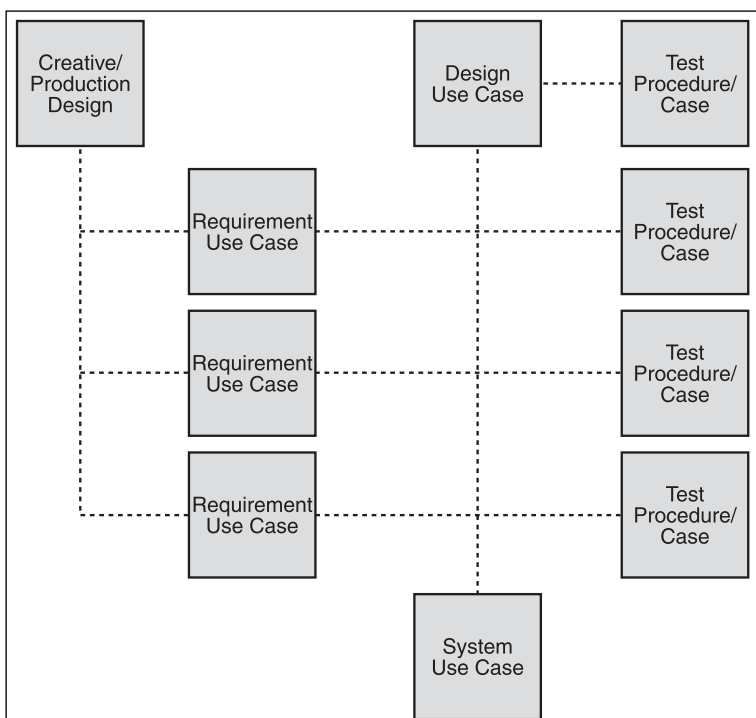 Creative/
Production
Design
Design
Use Case
Test
Procedure/
Case
Requirement
Use Case
Test
Procedure/
Case
Requirement
Use Case
Test
Procedure/
Case
Requirement
Use Case
Test
Procedure/
Case
System
Use Case